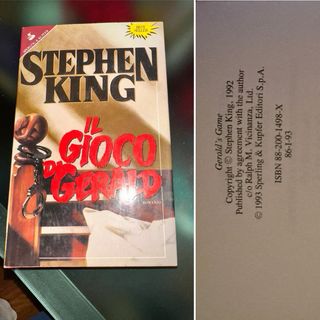 STEPHEN
KING
IL
GIOCO
DI
GERALD
ROMANZO
Gerald's Game
Copyright © Stephen King, 1992
Published by agreement with the author
c/o Ralph M. Vicinanza, Ltd.
© 1993 Sperling & Kupfer Editori S.p.A.
ISBN 88-200-1498-X
86-I-93